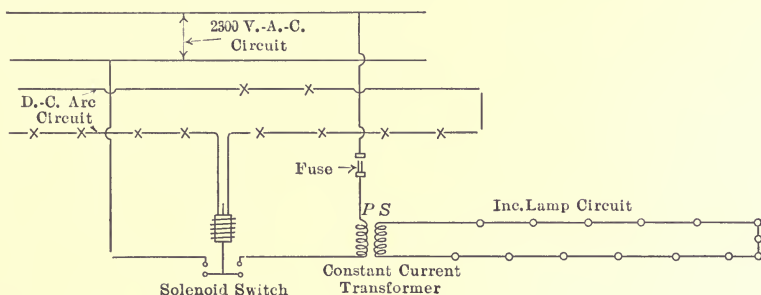 2300 V.-A.-C.
Circuit
D.-C. Arc
Circuit
Fuse
P S
Inc. Lamp Circuit
Constant Current
Transformer
Solenoid Switch